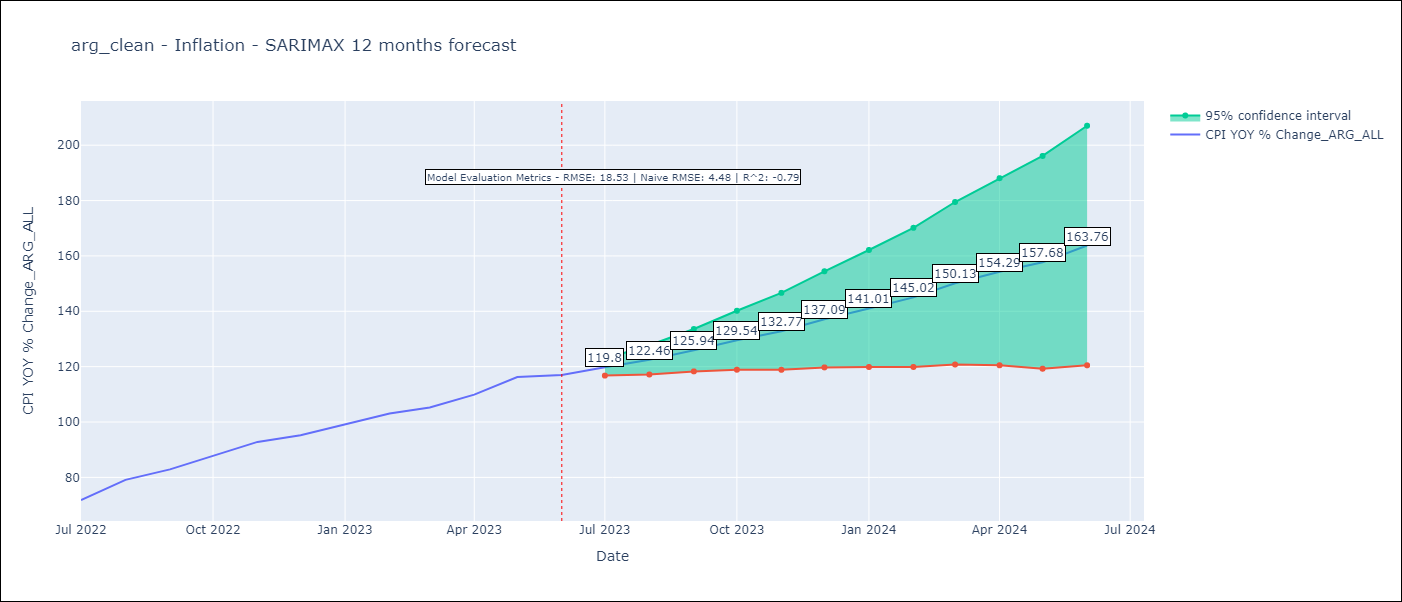 arg_clean - Inflation - SARIMAX 12 months forecast
95% confidence interval
CPI YOY % Change_ARG_ALL
CPI YOY % Change_ARG_ALL
200
180
160
140
120
100
80
Model Evaluation Metrics - RMSE: 18.53 | Naive RMSE: 4.48 | R^2: -0.79
119.8
122.46
125.94
129.54
132.77
137.09
141.01
145.02
150.13
154.29
157.68
163.76
Jul 2022
Oct 2022
Jan 2023
Apr 2023
Jul 2023
Oct 2023
Jan 2024
Apr 2024
Jul 2024
Date